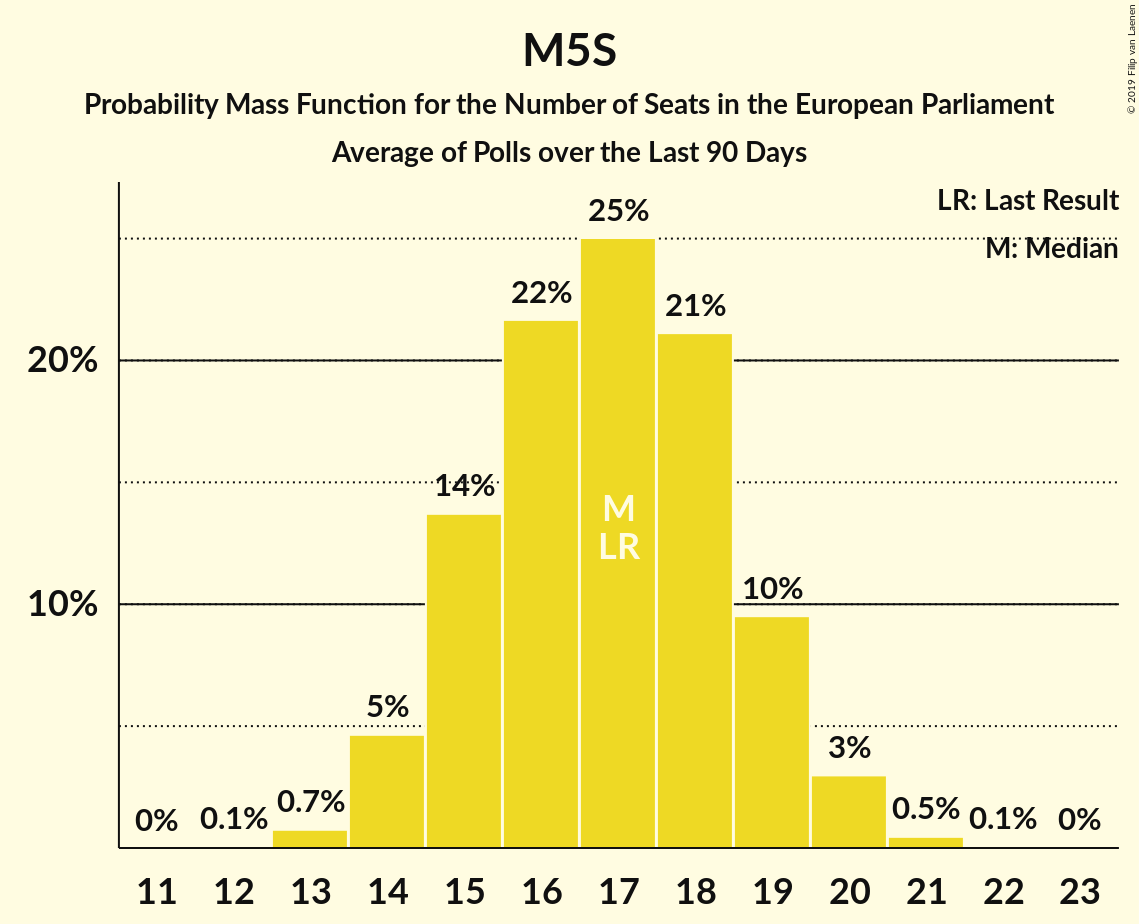 M5S
Probability Mass Function for the Number of Seats in the European Parliament
Average of Polls over the Last 90 Days
© 2019 Filip van Laenen
LR: Last Result
M: Median
25%
22%
21%
20%
14%
M
LR
10%
10%
5%
3%
0%
0.1%
0.7%
0.5%
0.1%
0%
11 12 13 14 15 16 17 18 19 20 21 22 23